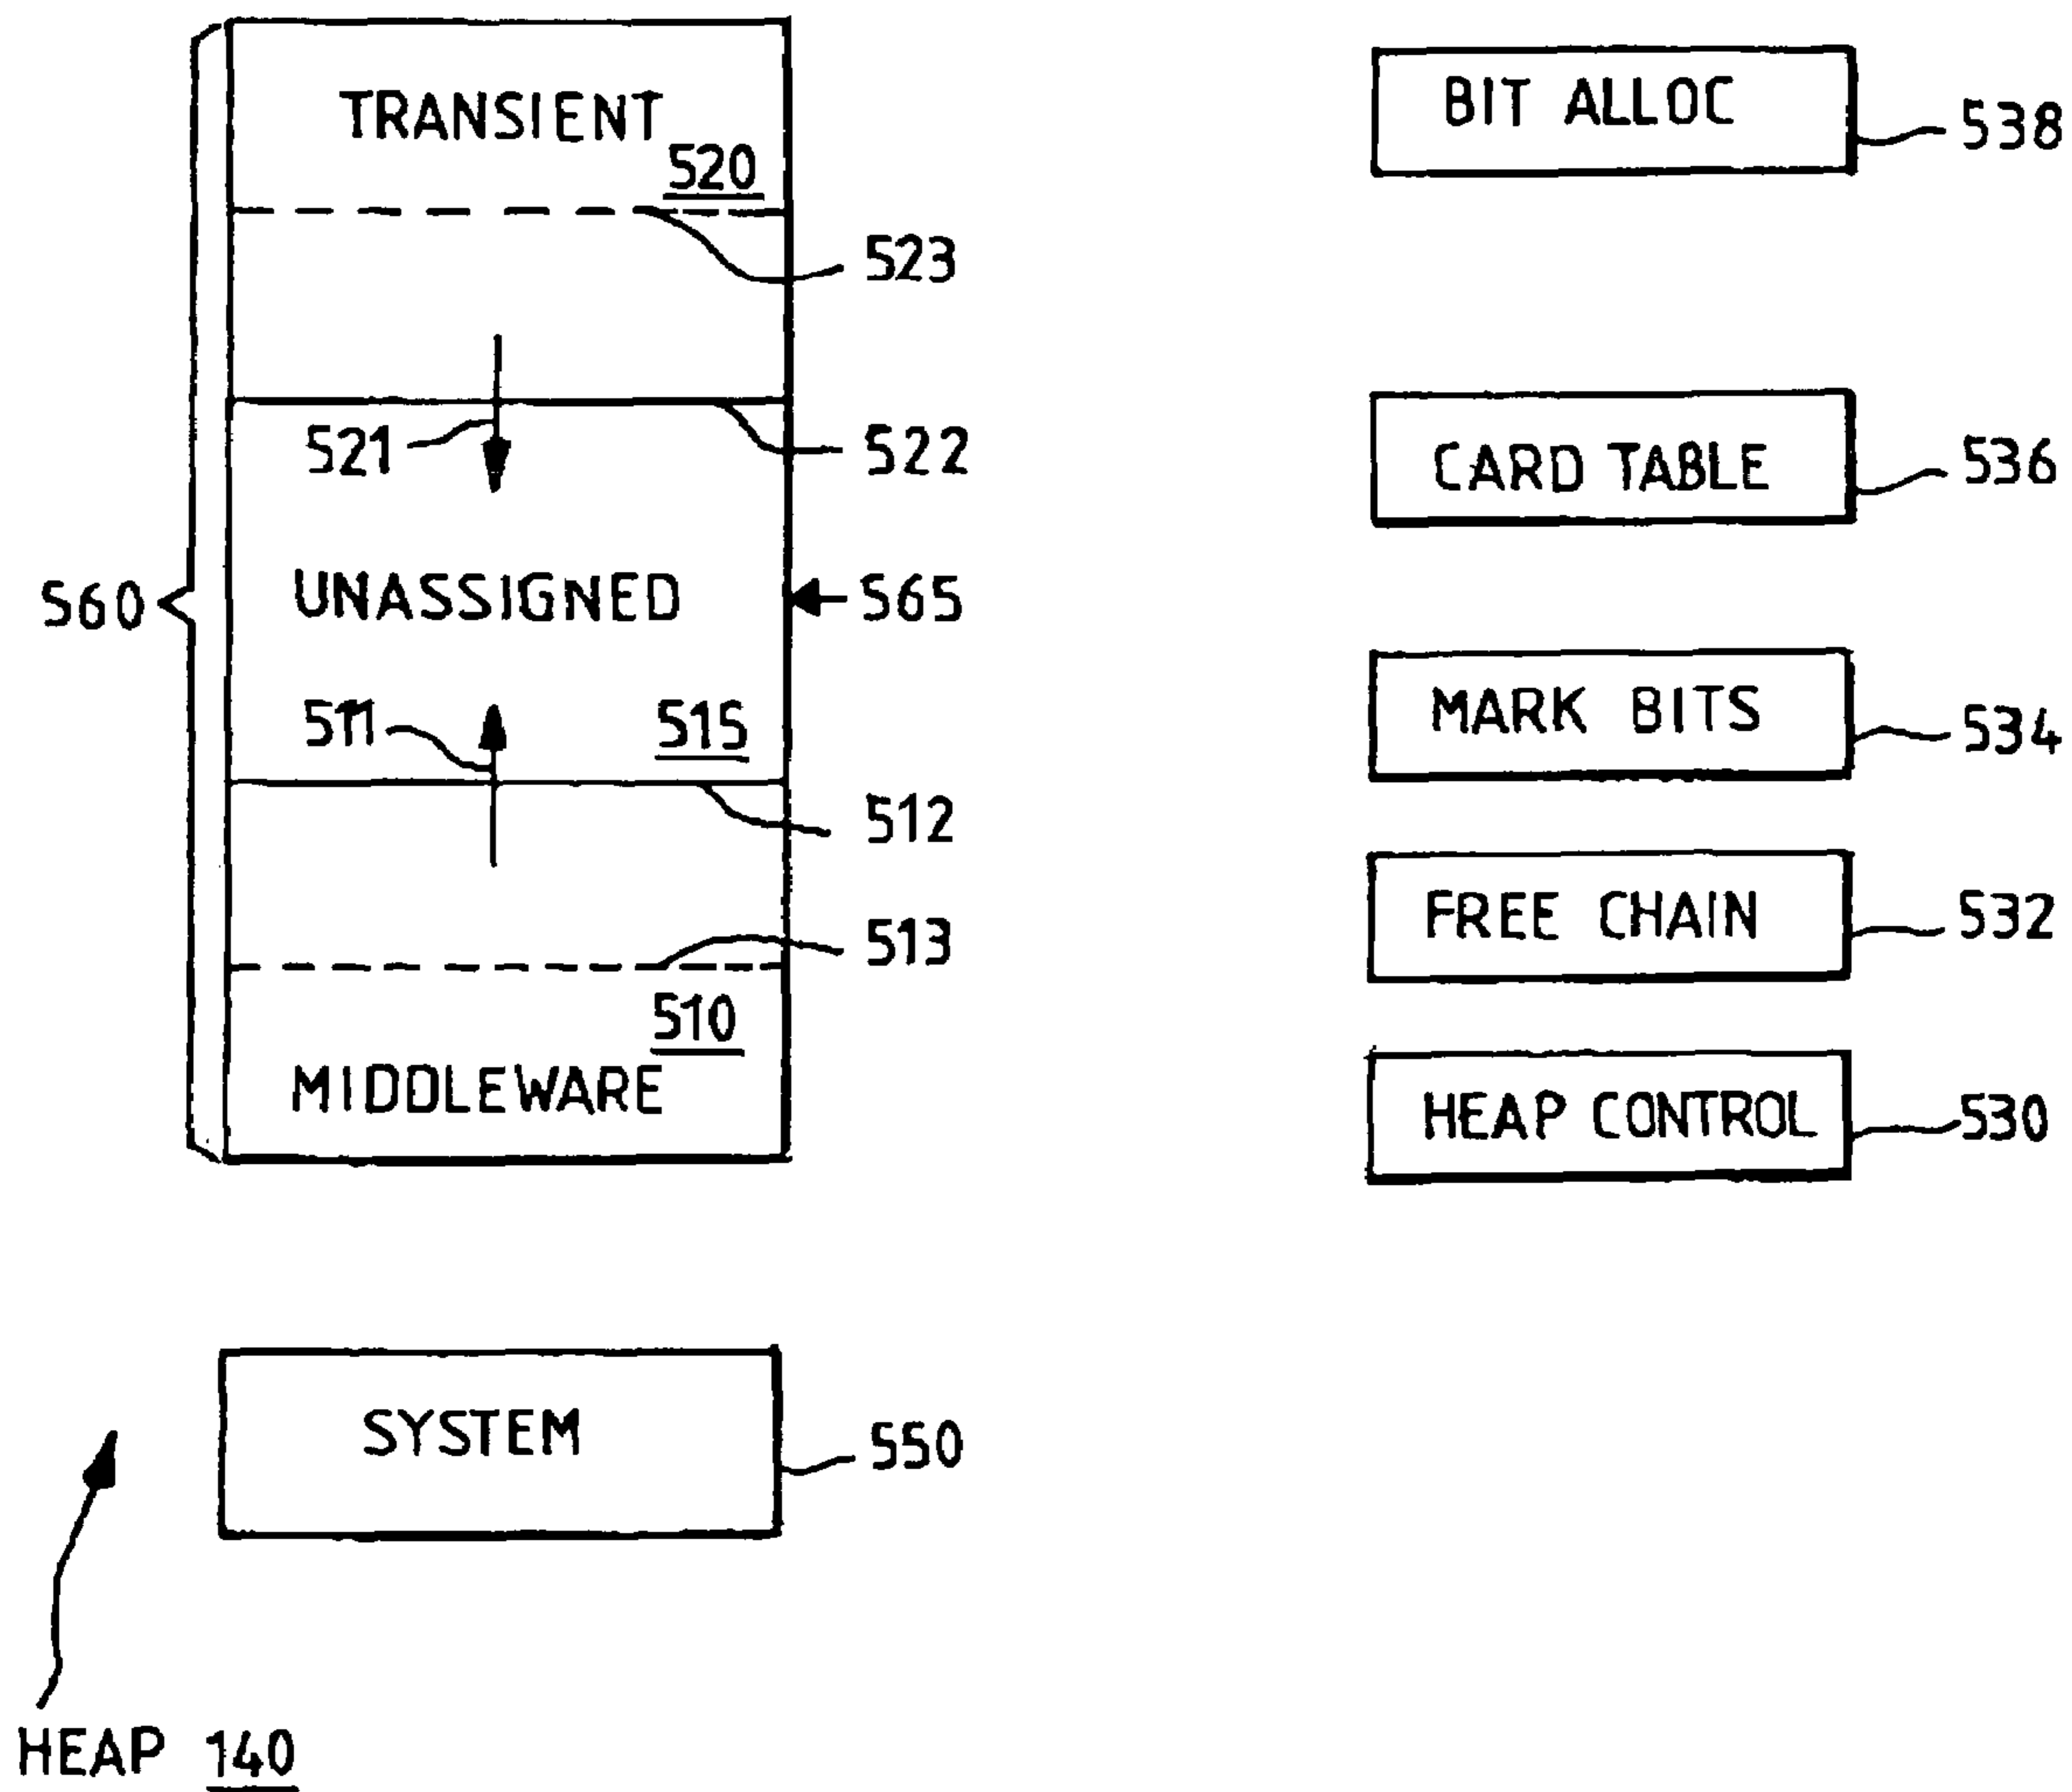 TRANSIENT
520
523
521
522
560
UNASSIGNED
565
511
515
512
513
510
MIDDLEWARE
SYSTEM
550
HEAP 140
BIT ALLOC
538
CARD TABLE
536
MARK BITS
534
FREE CHAIN
532
HEAP CONTROL
530